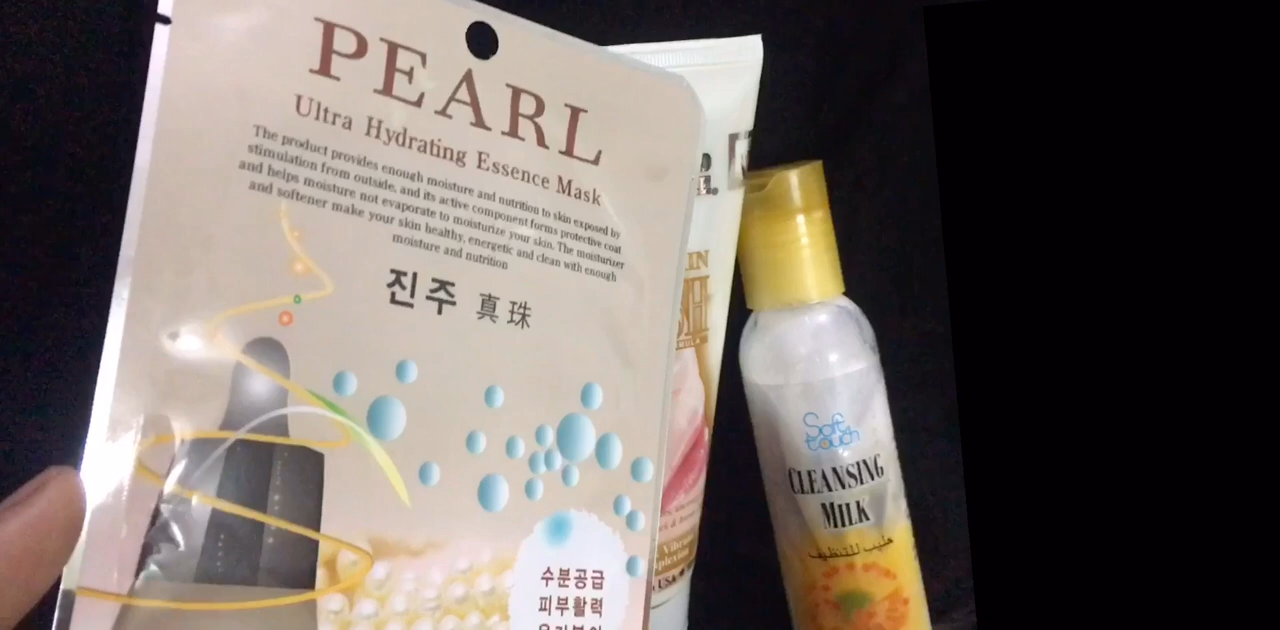 PEARL
Ultra Hydrating Essence Mask
The product provides enough moisture and nutrition to skin exposed by
stimulation from outside, and its active component forms protective coat
and helps moisture not evaporate to moisturize your skin. The moisturizer
and softener make your skin healthy, energetic and clean with enough
moisture and nutrition
진주 真珠
수분공급
피부활력
Soft
touch
CLEANSING
MILK
حليب للتنظيف
USA